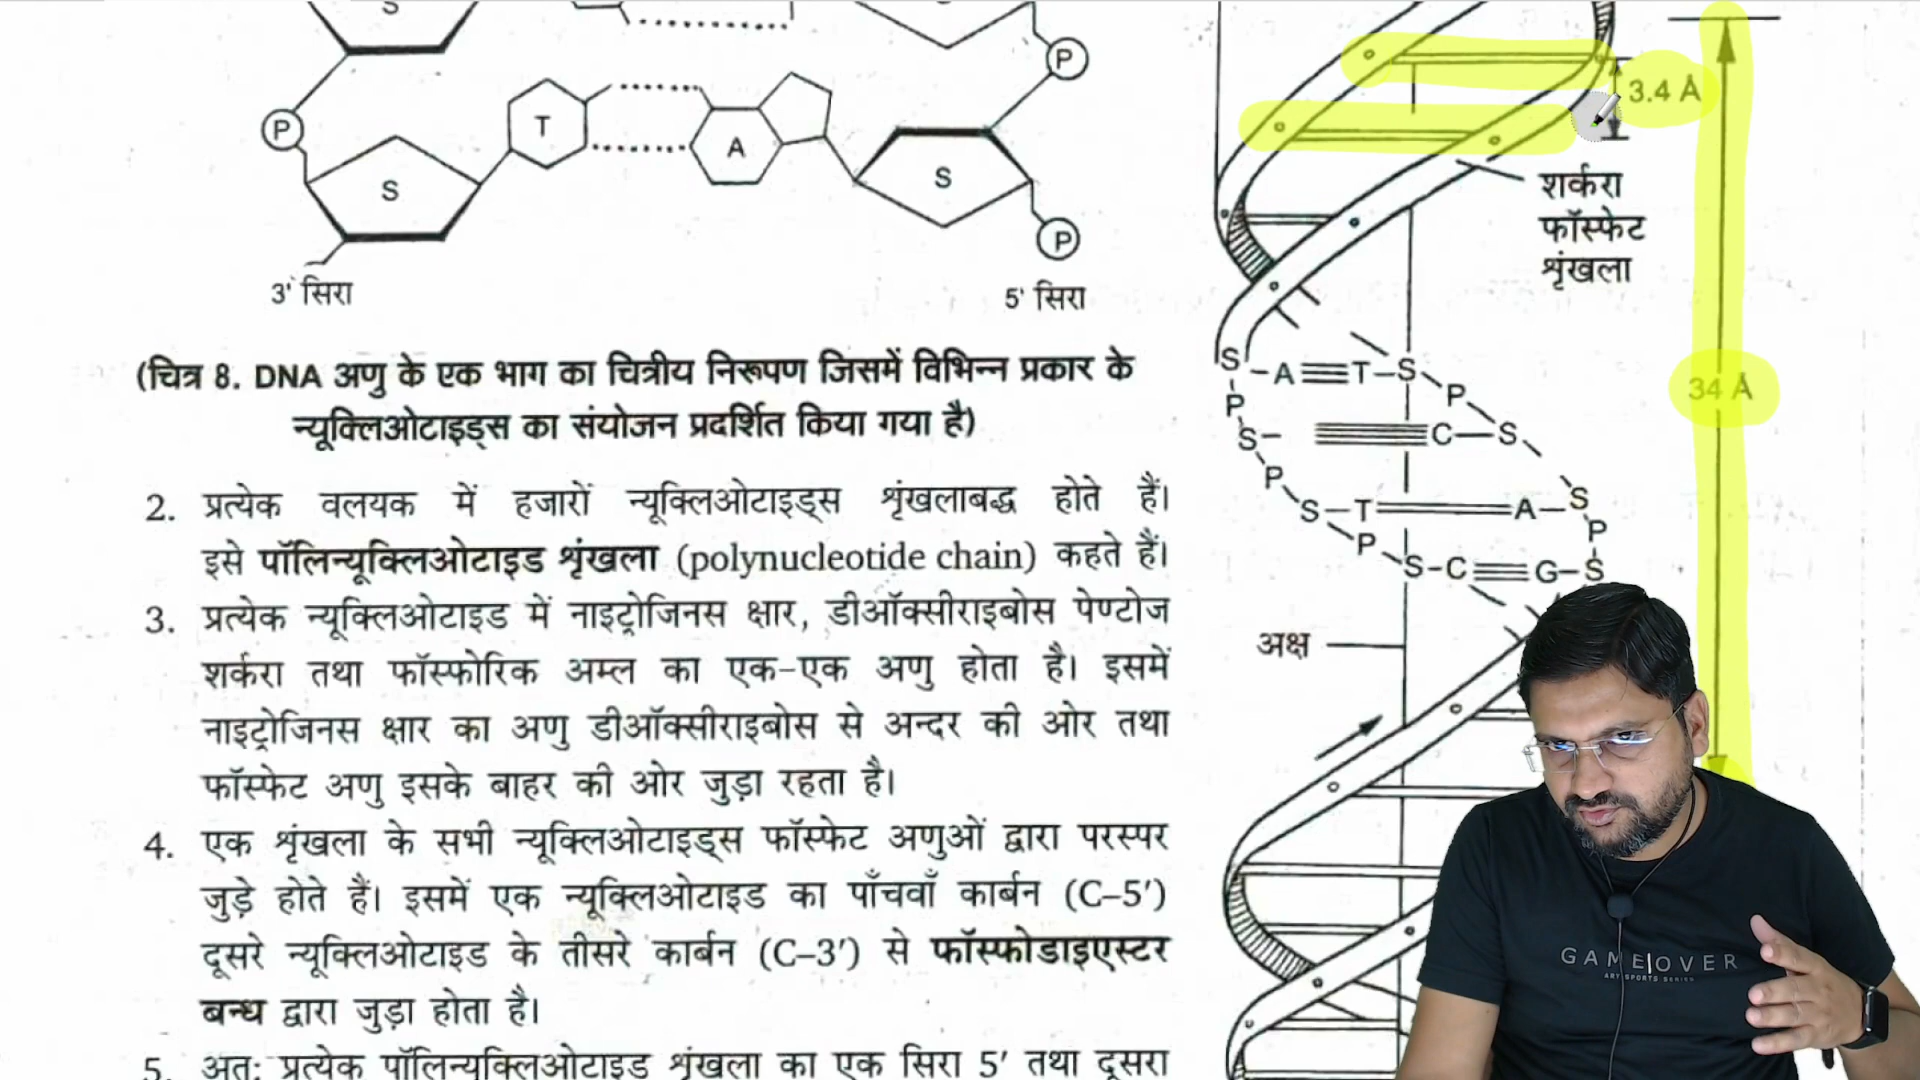 S
P
T
A
P
S
S
P
3' सिरा
5' सिरा
(चित्र 8. DNA अणु के एक भाग का चित्रीय निरूपण जिसमें विभिन्न प्रकार के
न्यूक्लिओटाइड्स का संयोजन प्रदर्शित किया गया है)
2. प्रत्येक वलयक में हजारों न्यूक्लिओटाइड्स शृंखलाबद्ध होते हैं।
इसे पॉलिन्यूक्लिओटाइड शृंखला (polynucleotide chain) कहते हैं।
3. प्रत्येक न्यूक्लिओटाइड में नाइट्रोजिनस क्षार, डीऑक्सीराइबोस पेण्टोज
शर्करा तथा फॉस्फोरिक अम्ल का एक-एक अणु होता है। इसमें
नाइट्रोजिनस क्षार का अणु डीऑक्सीराइबोस से अन्दर की ओर तथा
फॉस्फेट अणु इसके बाहर की ओर जुड़ा रहता है।
4. एक शृंखला के सभी न्यूक्लिओटाइड्स फॉस्फेट अणुओं द्वारा परस्पर
जुड़े होते हैं। इसमें एक न्यूक्लिओटाइड का पाँचवाँ कार्बन (C–5')
दूसरे न्यूक्लिओटाइड के तीसरे कार्बन (C–3') से फॉस्फोडाइएस्टर
बन्ध द्वारा जुड़ा होता है।
5. अतः प्रत्येक पॉलिन्यूक्लिओटाइड शृंखला का एक सिरा 5' तथा दूसरा
3.4 Å
शर्करा
फॉस्फेट
शृंखला
34 Å
S–A≡T–S
P P
S– C–S
P
S–T=A–S
P P
S–C≡G–S
अक्ष
GAME|OVER